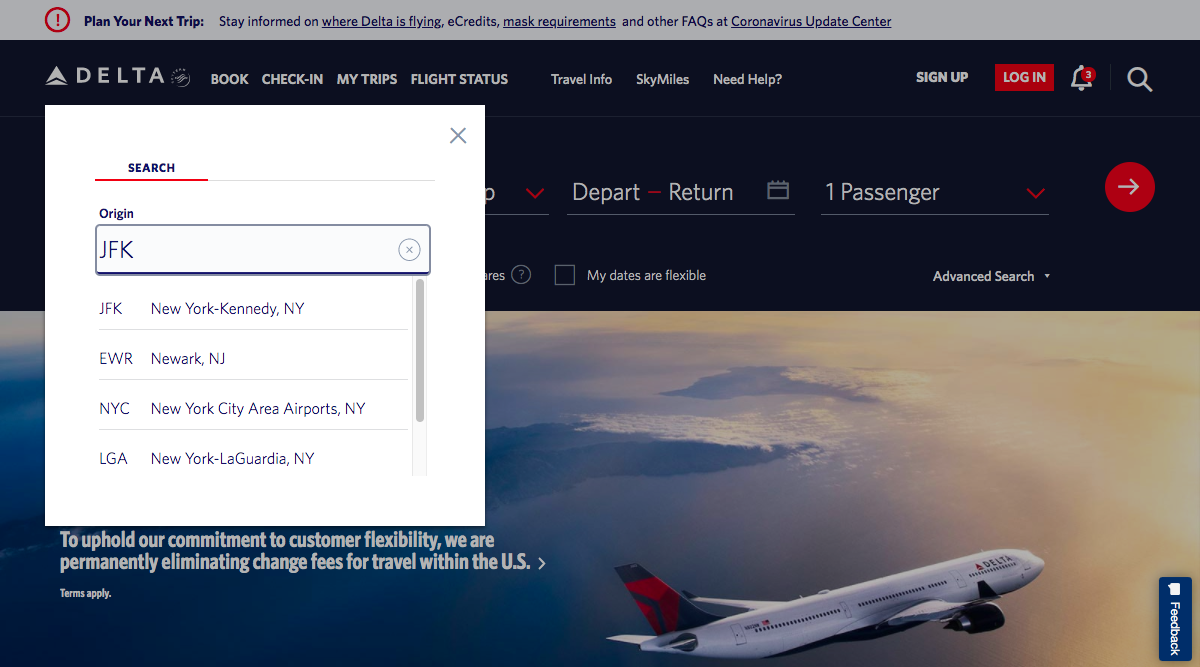 Plan Your Next Trip: Stay informed on where Delta is flying, eCredits, mask requirements and other FAQs at Coronavirus Update Center
DELTA BOOK CHECK-IN MY TRIPS FLIGHT STATUS Travel Info SkyMiles Need Help? SIGN UP LOG IN 3
SEARCH
Origin
JFK
p Depart – Return 1 Passenger
ares ? My dates are flexible Advanced Search
JFK New York-Kennedy, NY
EWR Newark, NJ
NYC New York City Area Airports, NY
LGA New York-LaGuardia, NY
To uphold our commitment to customer flexibility, we are
permanently eliminating change fees for travel within the U.S.
Terms apply.
DELTA
Feedback